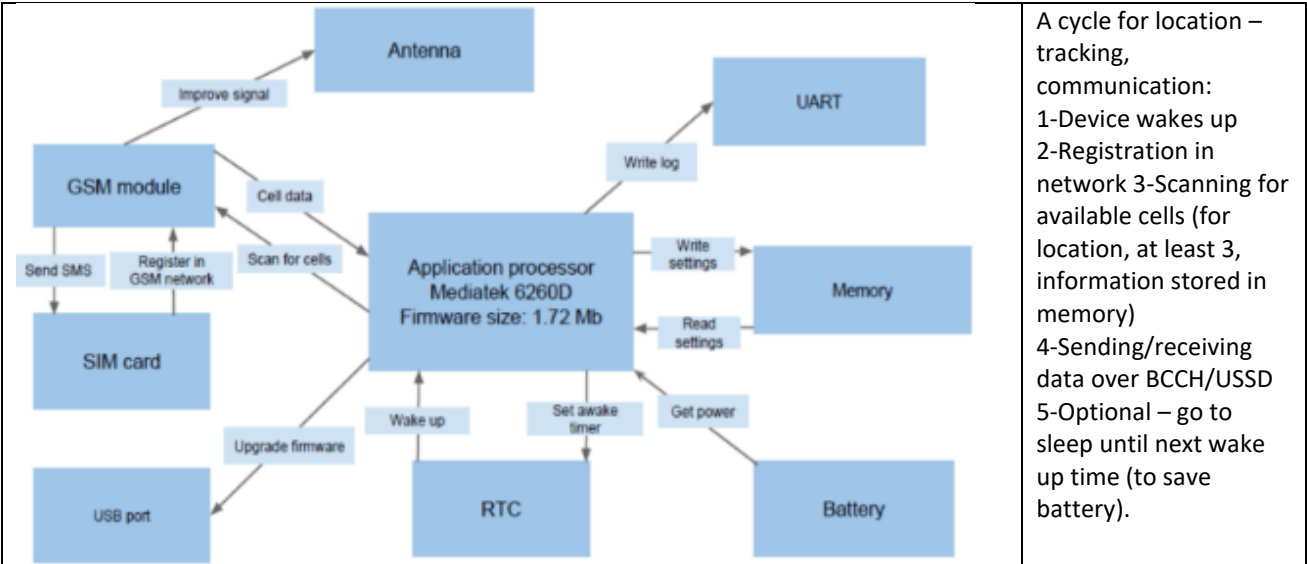 Antenna
Improve signal
UART
GSM module
Write log
Cell data
Send SMS
Register in
GSM network
Scan for cells
Application processor
Mediatek 6260D
Firmware size: 1.72 Mb
Write
settings
Memory
Read
settings
SIM card
Wake up
Set awake
timer
Get power
Upgrade firmware
USB port
RTC
Battery
A cycle for location –
tracking,
communication:
1-Device wakes up
2-Registration in
network 3-Scanning for
available cells (for
location, at least 3,
information stored in
memory)
4-Sending/receiving
data over BCCH/USSD
5-Optional – go to
sleep until next wake
up time (to save
battery).